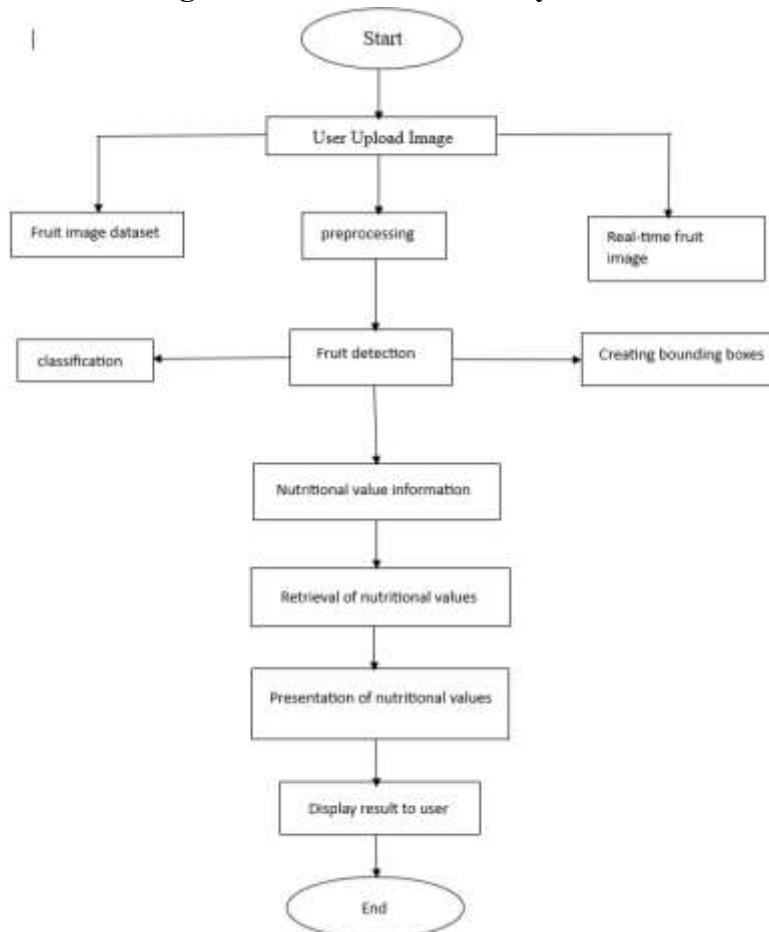 Start
User Upload Image
Fruit image dataset
preprocessing
Real-time fruit
image
classification
Fruit detection
Creating bounding boxes
Nutritional value information
Retrieval of nutritional values
Presentation of nutritional values
Display result to user
End